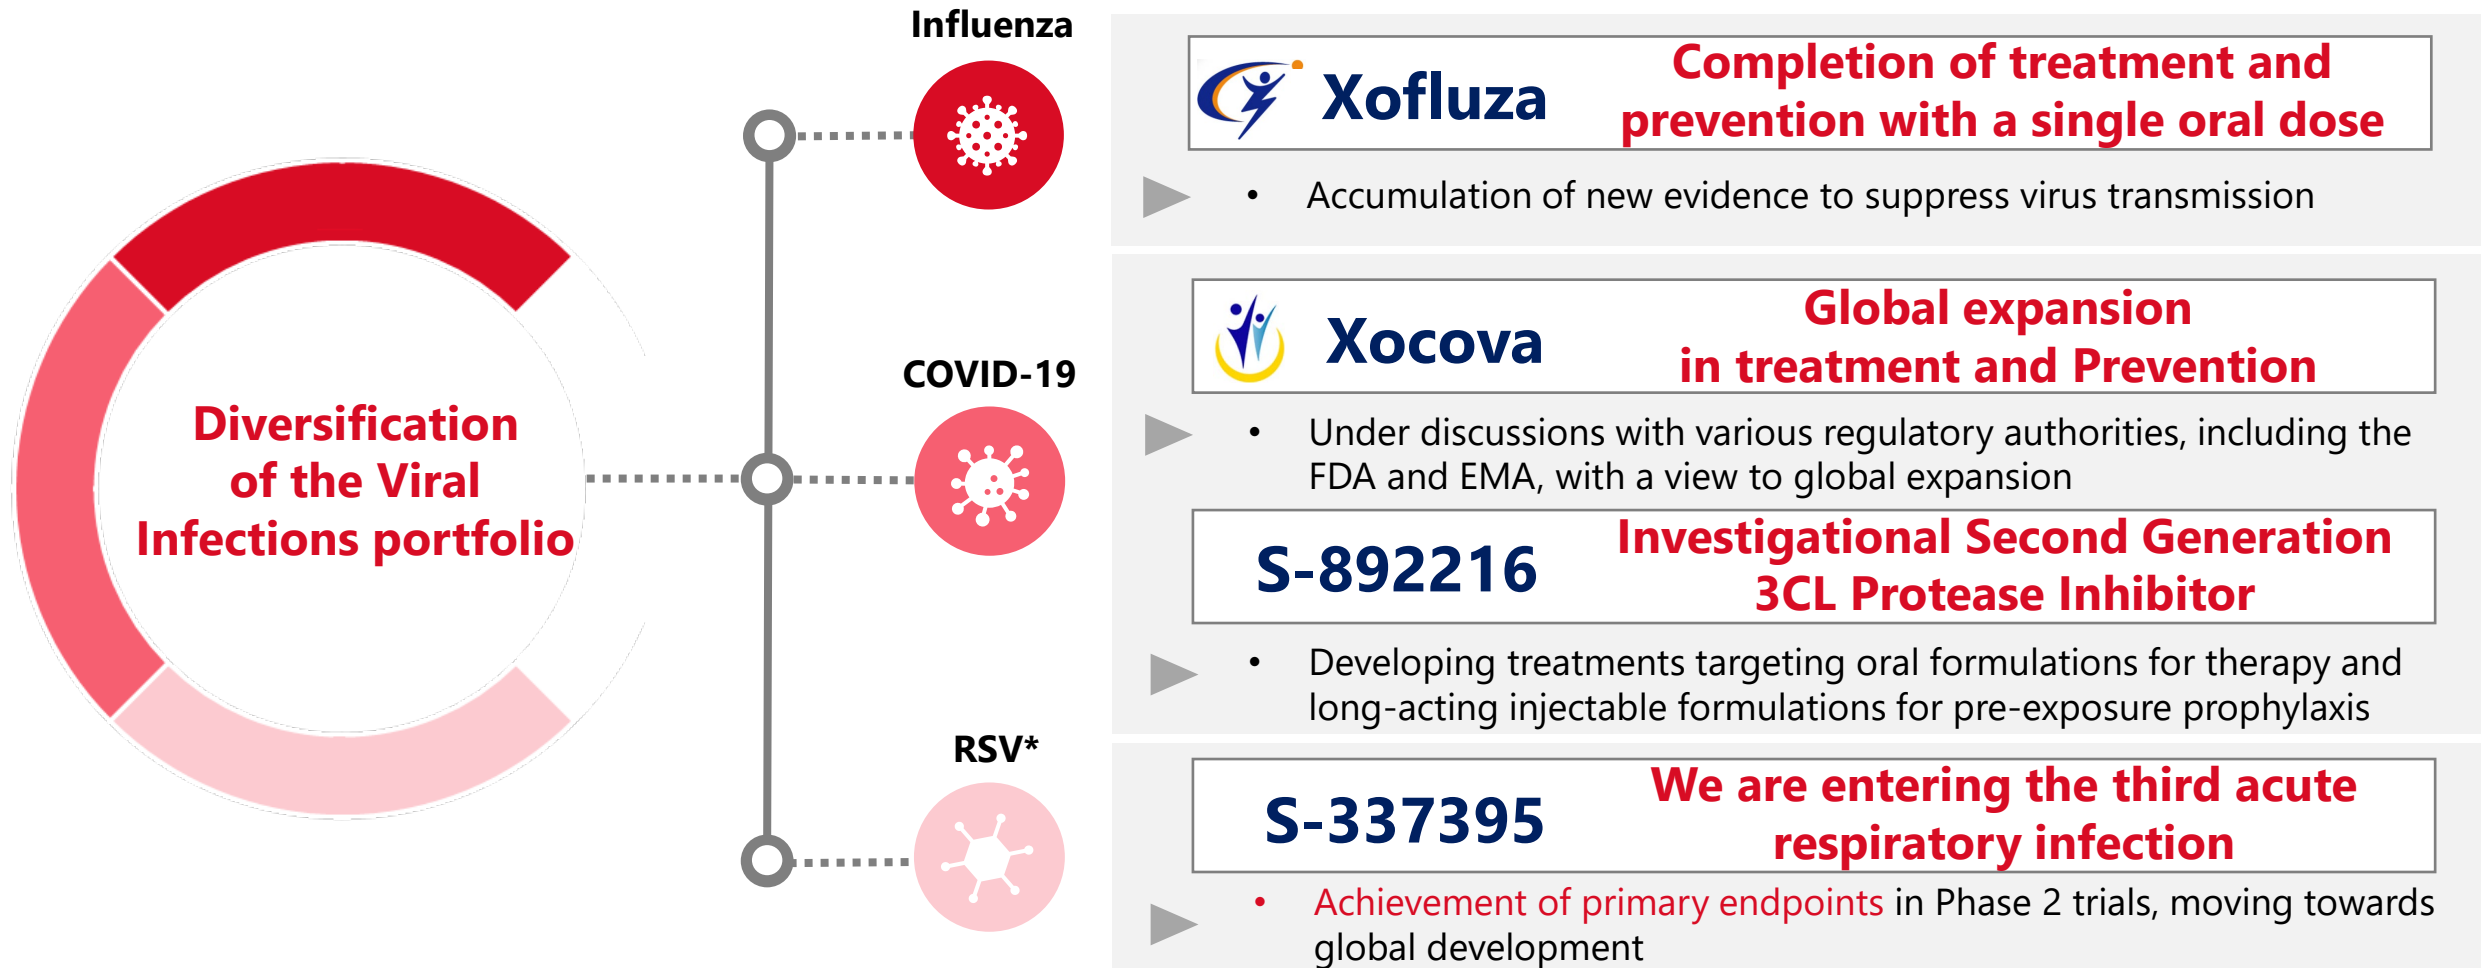 Diversification
of the Viral
Infections portfolio
Influenza
Xofluza
Completion of treatment and
prevention with a single oral dose
• Accumulation of new evidence to suppress virus transmission
COVID-19
Xocova
Global expansion
in treatment and Prevention
• Under discussions with various regulatory authorities, including the
FDA and EMA, with a view to global expansion
S-892216
Investigational Second Generation
3CL Protease Inhibitor
• Developing treatments targeting oral formulations for therapy and
long-acting injectable formulations for pre-exposure prophylaxis
RSV*
S-337395
We are entering the third acute
respiratory infection
• Achievement of primary endpoints in Phase 2 trials, moving towards
global development